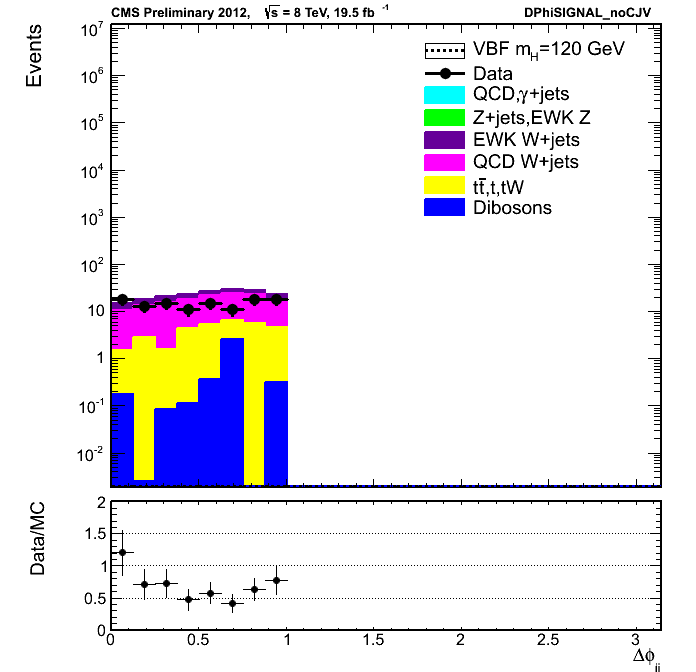 CMS Preliminary 2012, √s = 8 TeV, 19.5 fb⁻¹ DPhiSIGNAL_noCJV
Events
10⁷
10⁶
10⁵
10⁴
10³
10²
10
1
10⁻¹
10⁻²
VBF m_H=120 GeV
Data
QCD,γ+jets
Z+jets,EWK Z
EWK W+jets
QCD W+jets
tt̅,t,tW
Dibosons
Data/MC
2
1.5
1
0.5
0
0 0.5 1 1.5 2 2.5 3
Δϕ_jj